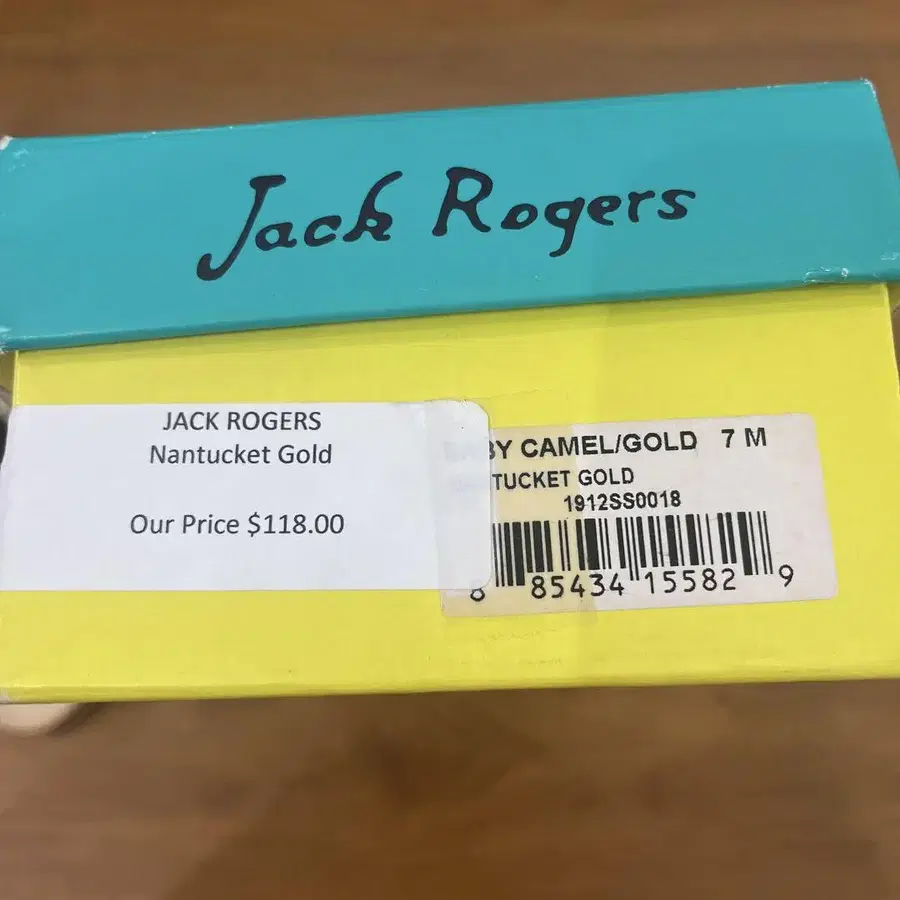 Jack Rogers
JACK ROGERS
Nantucket Gold
Our Price $118.00
CAMEL/GOLD 7 M
TUCKET GOLD
1912SS0018
8 85434 15582 9